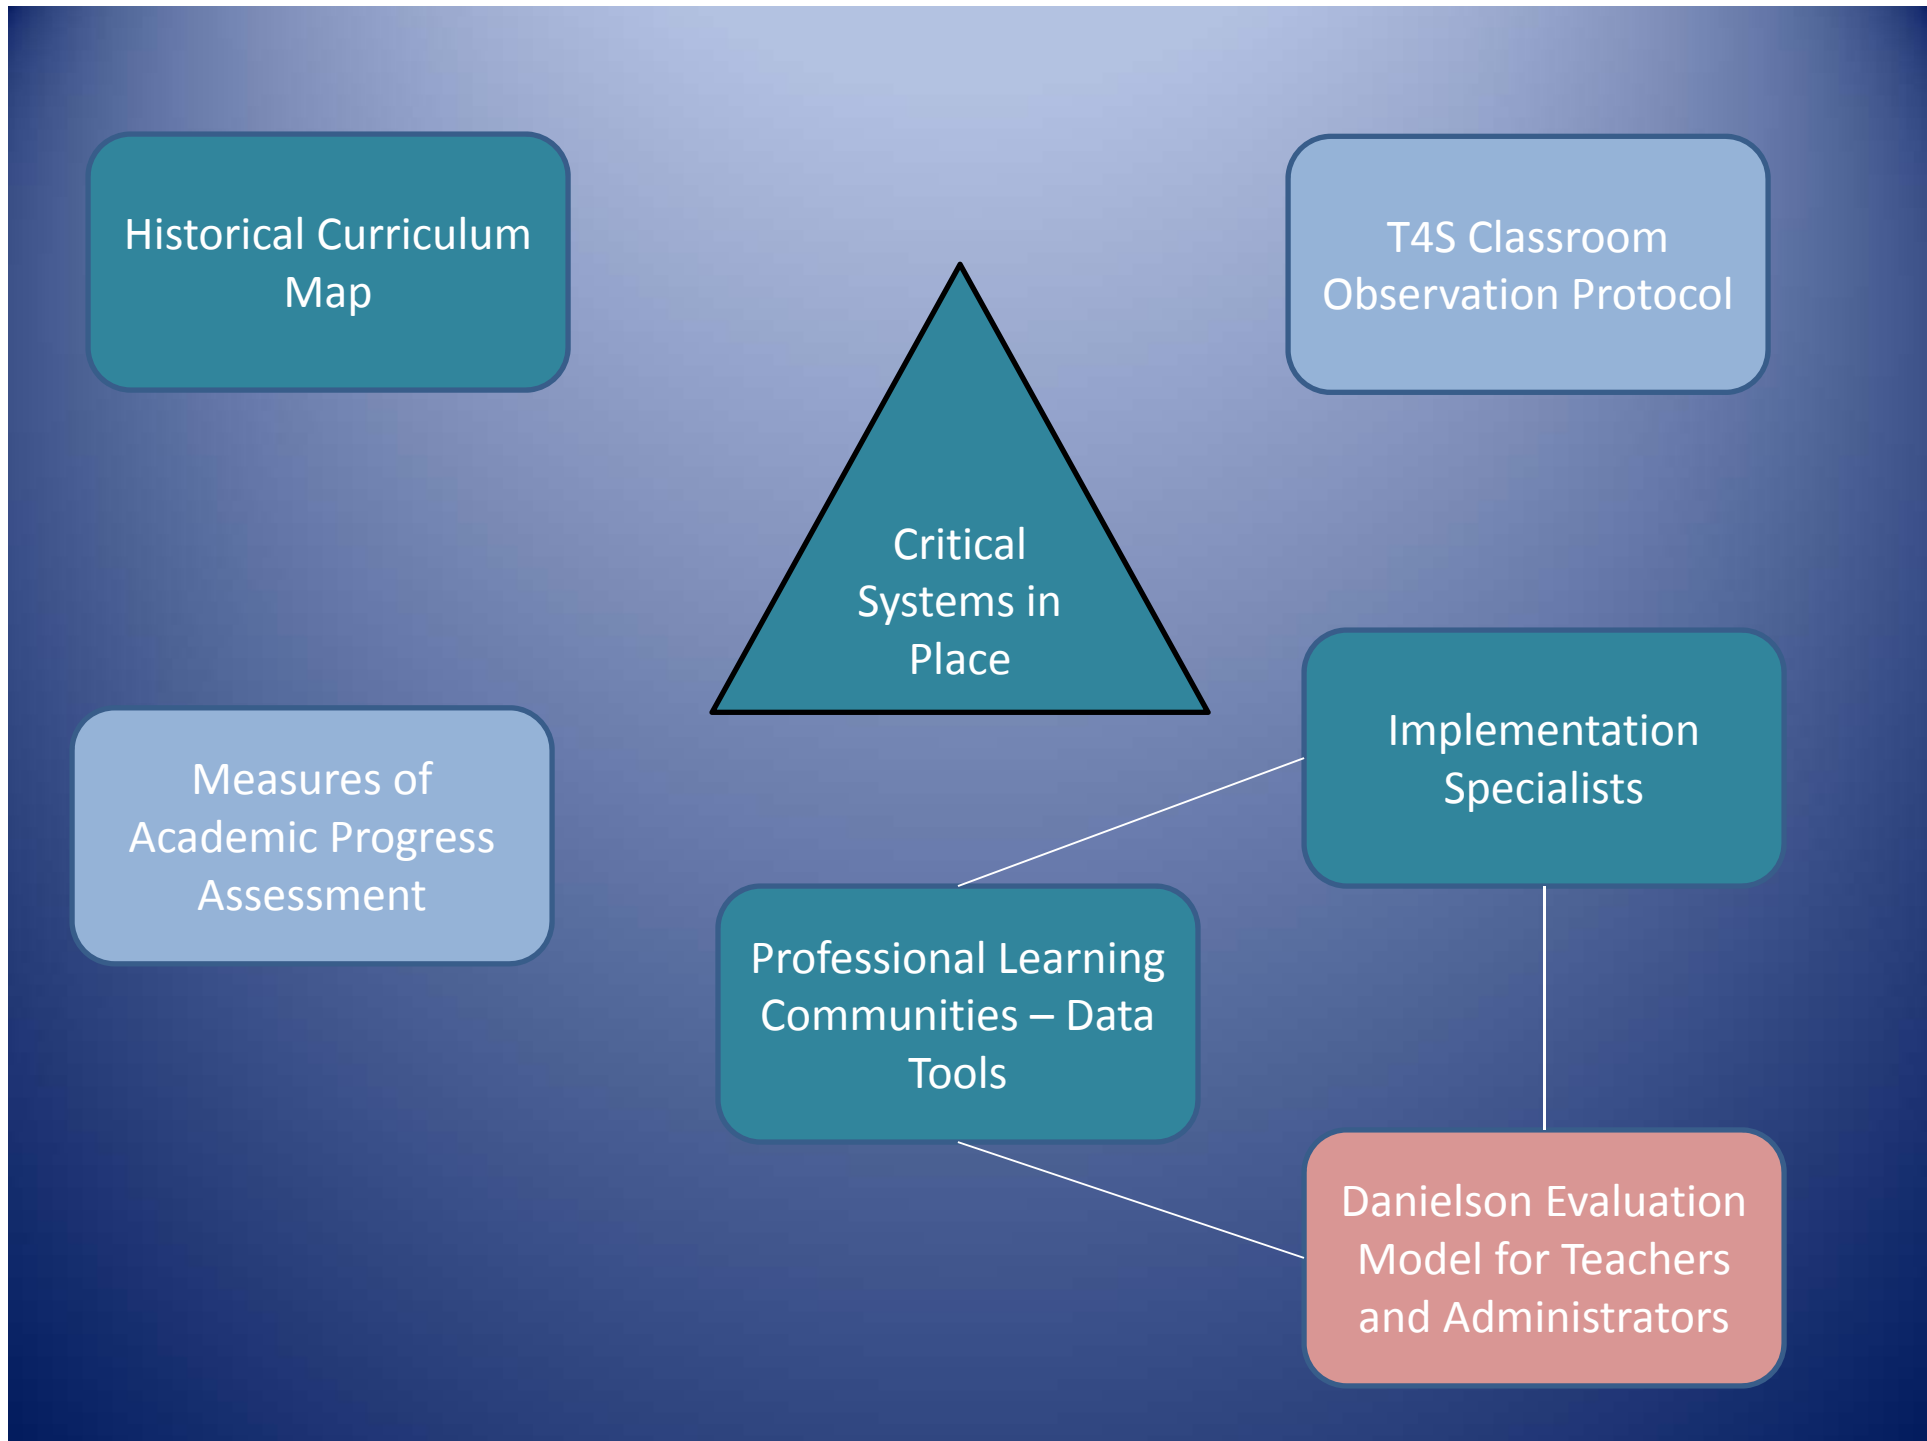 Historical Curriculum
Map
T4S Classroom
Observation Protocol
Critical
Systems in
Place
Implementation
Specialists
Measures of
Academic Progress
Assessment
Professional Learning
Communities – Data
Tools
Danielson Evaluation
Model for Teachers
and Administrators